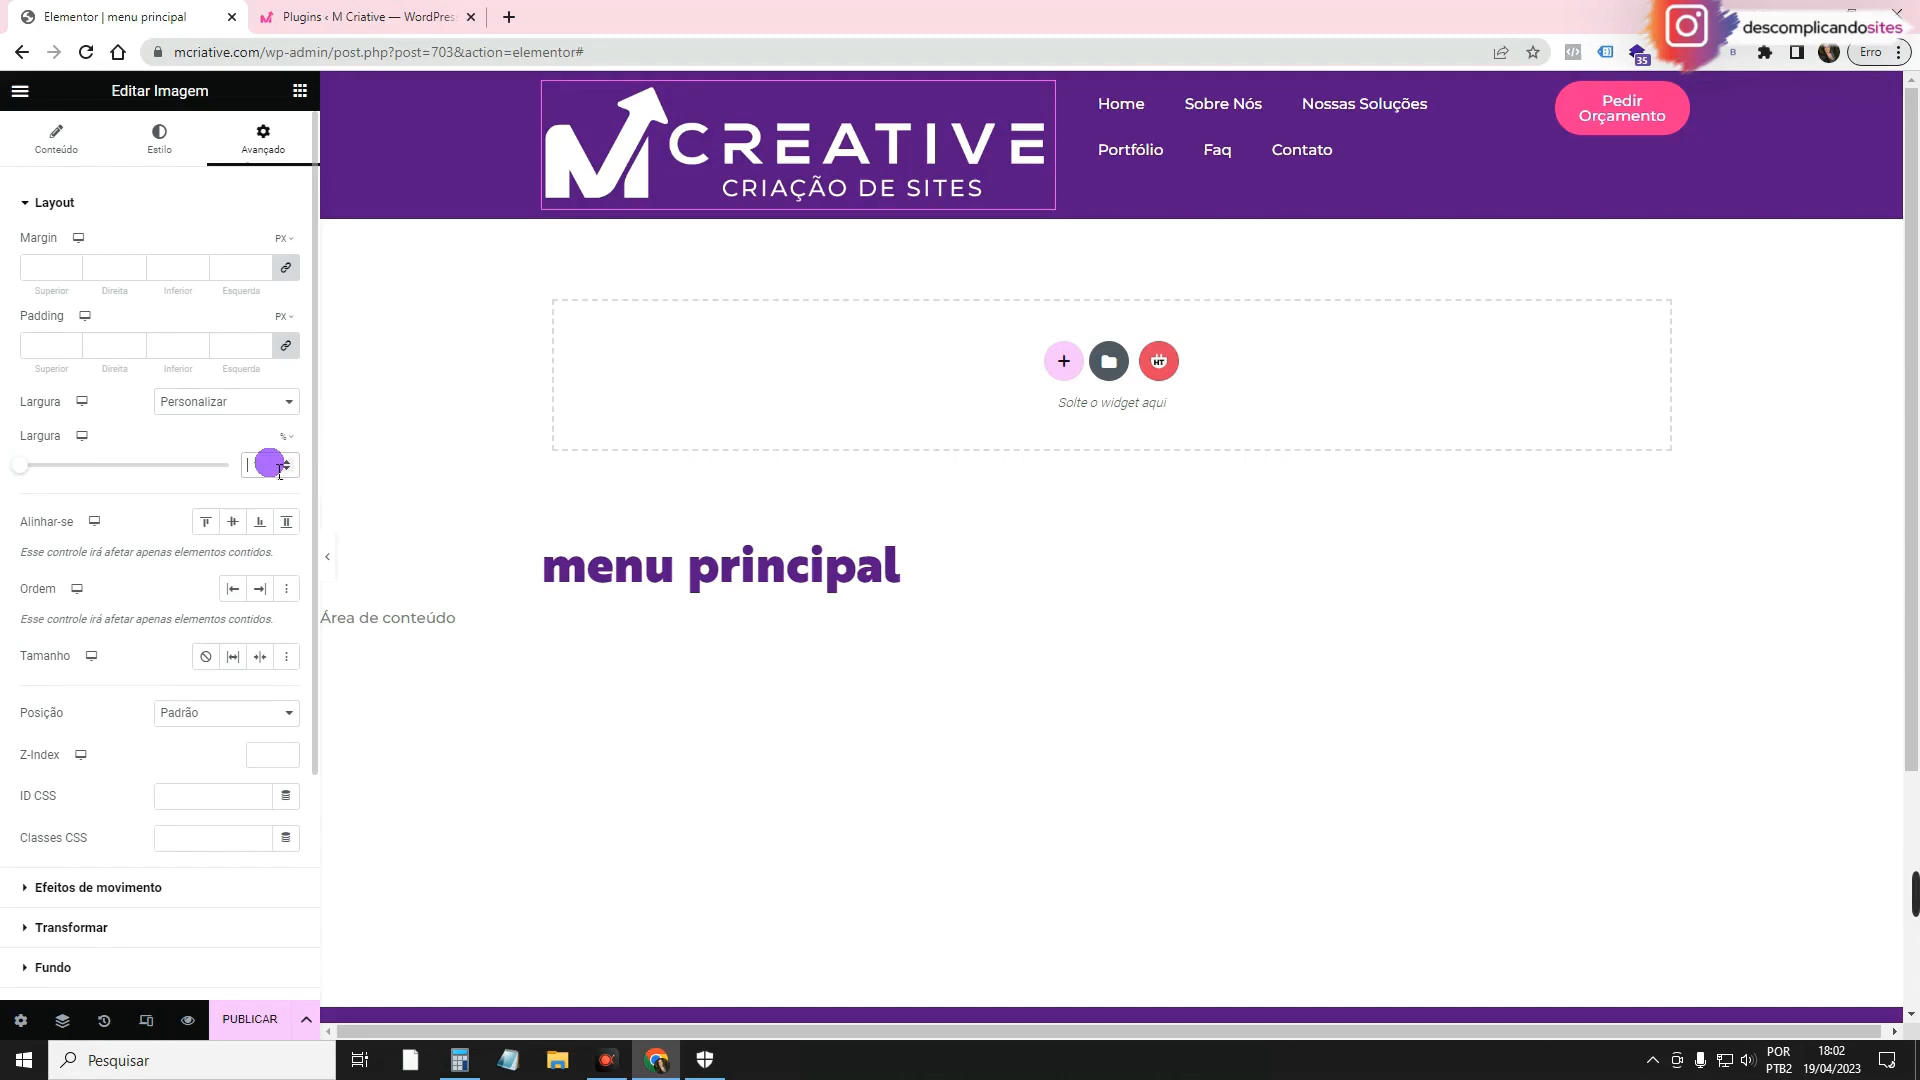 Elementor | menu principal
Plugins ‹ M Criative — WordPress
descomplicandosites
mcriative.com/wp-admin/post.php?post=703&action=elementor#
35
B
Erro
Editar Imagem
Conteúdo
Estilo
Avançado
CREATIVE
CRIAÇÃO DE SITES
Home
Sobre Nós
Nossas Soluções
Portfólio
Faq
Contato
Pedir
Orçamento
Layout
Margin
PX
Superior
Direita
Inferior
Esquerda
Padding
PX
Superior
Direita
Inferior
Esquerda
Largura
Personalizar
Largura
%
HT
Solte o widget aqui
Alinhar-se
Esse controle irá afetar apenas elementos contidos.
Ordem
Esse controle irá afetar apenas elementos contidos.
Tamanho
menu principal
Área de conteúdo
Posição
Padrão
Z-Index
ID CSS
Classes CSS
Efeitos de movimento
Transformar
Fundo
PUBLICAR
Pesquisar
POR
PTB2
18:02
19/04/2023